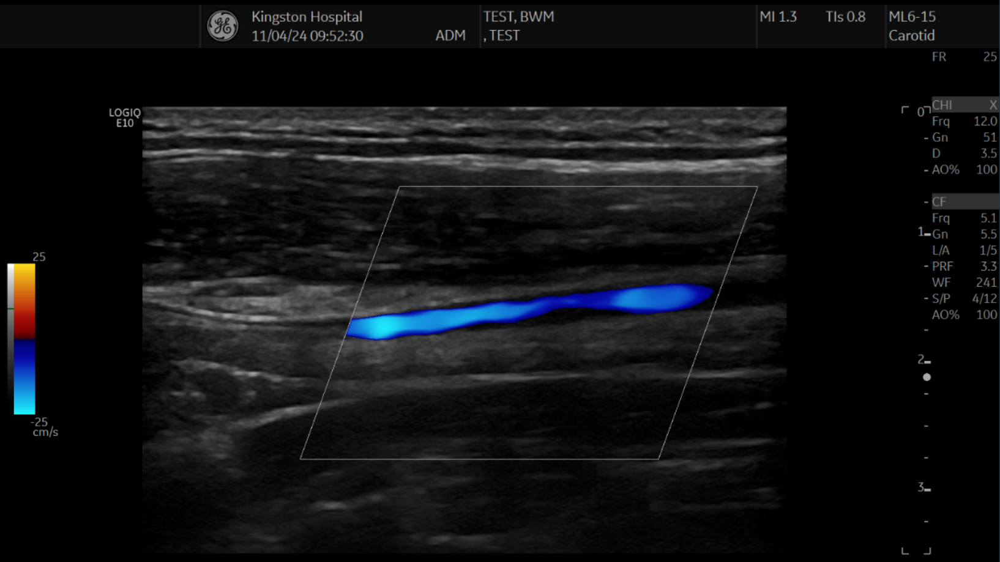 Kingston Hospital
11/04/24 09:52:30 ADM
TEST, BWM
, TEST
MI 1.3 TIs 0.8
ML6-15
Carotid
FR 25
LOGIQ
E10
CHI X
Frq 12.0
Gn 51
D 3.5
AO% 100
CF
Frq 5.1
Gn 5.5
L/A 1/5
PRF 3.3
WF 241
S/P 4/12
AO% 100
0
1
2
3
25
-25
cm/s